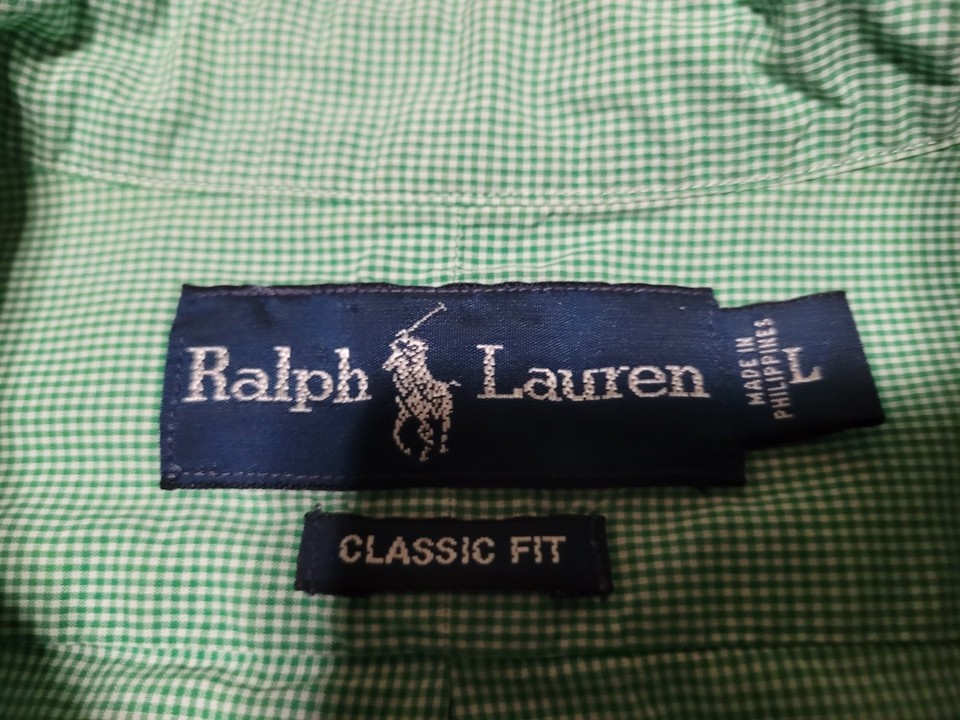 Ralph Lauren
MADE IN
PHILIPPINES
L
CLASSIC FIT